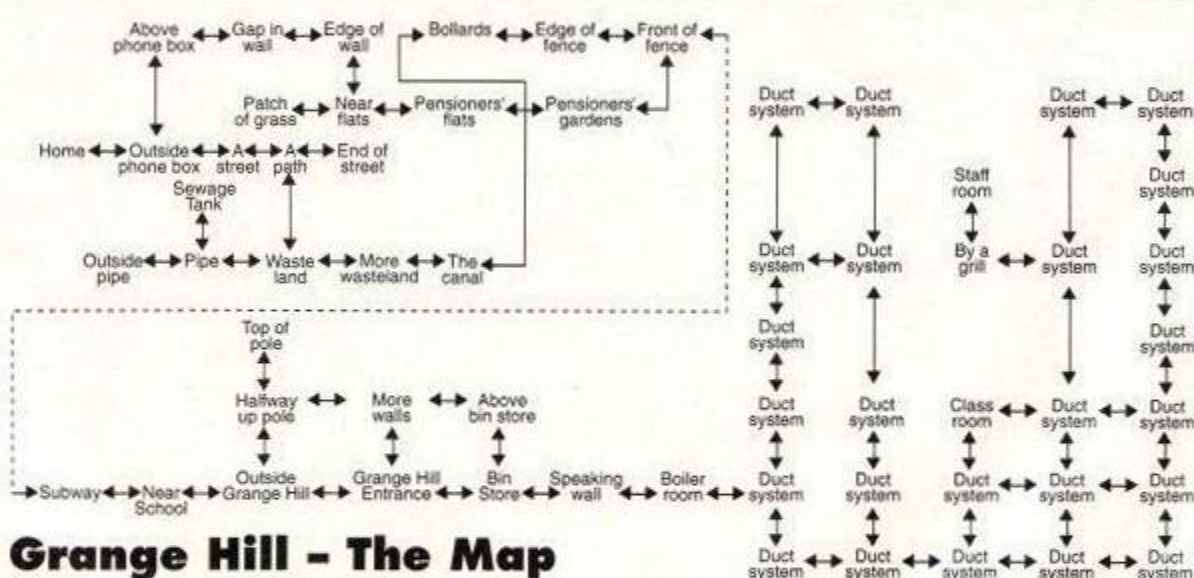 Above
phone box
Gap in
wall
Edge of
wall
Bollards
Edge of
fence
Front of
fence
Patch
of grass
Near
flats
Pensioners'
flats
Pensioners'
gardens
Home
Outside
phone box
A
street
A
path
End of
street
Sewage
Tank
Outside
pipe
Pipe
Waste
land
More
wasteland
The
canal
Top of
pole
Halfway
up pole
More
walls
Above
bin store
Subway
Near
School
Outside
Grange Hill
Grange Hill
Entrance
Bin
Store
Speaking
wall
Boiler
room
Duct
system
Duct
system
Duct
system
Duct
system
Staff
room
Duct
system
Duct
system
Duct
system
By a
grill
Duct
system
Duct
system
Duct
system
Duct
system
Duct
system
Duct
system
Class
room
Duct
system
Duct
system
Duct
system
Duct
system
Duct
system
Duct
system
Duct
system
Duct
system
Duct
system
Duct
system
Duct
system
Duct
system
Grange Hill – The Map